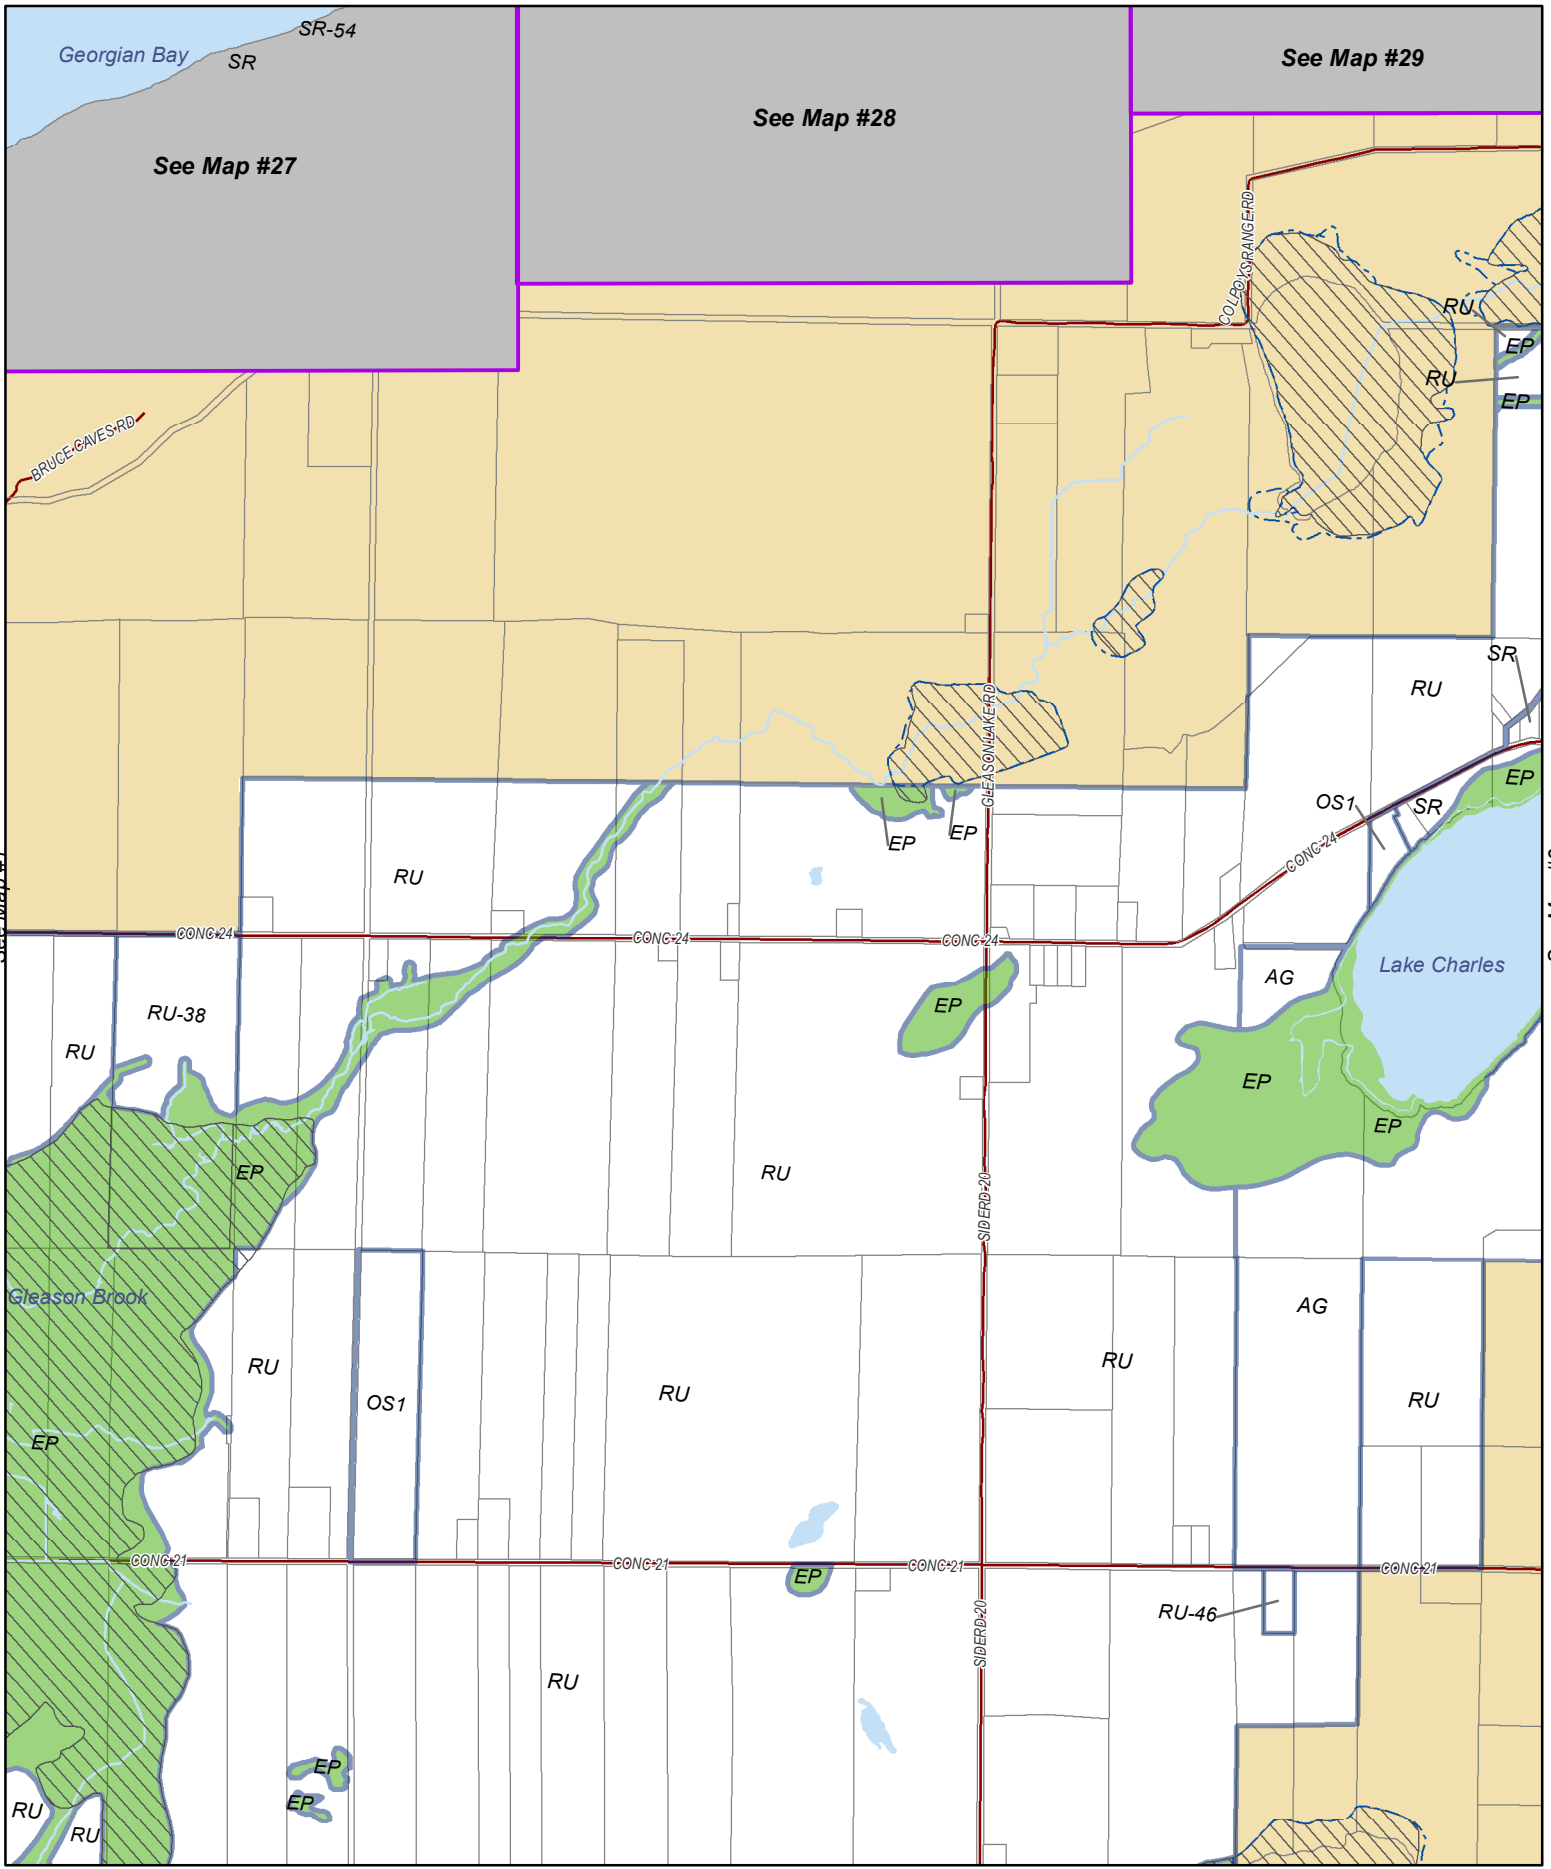 SR-54
Georgian Bay
SR
See Map #29
See Map #28
See Map #27
COLPOYS RANGE RD
RU
EP
RU
EP
BRUCE CAVES RD
SR
RU
GLEASON LAKE RD
EP
OS1
SR
EP
EP
CONC 24
RU
CONC 24
CONC 24
CONC 24
Lake Charles
AG
EP
RU-38
RU
EP
EP
EP
RU
SIDERD 20
Gleason Brook
AG
RU
RU
RU
RU
OS1
EP
CONC 21
CONC 21
CONC 21
CONC 21
EP
RU-46
SIDERD 20
RU
EP
EP
RU
RU